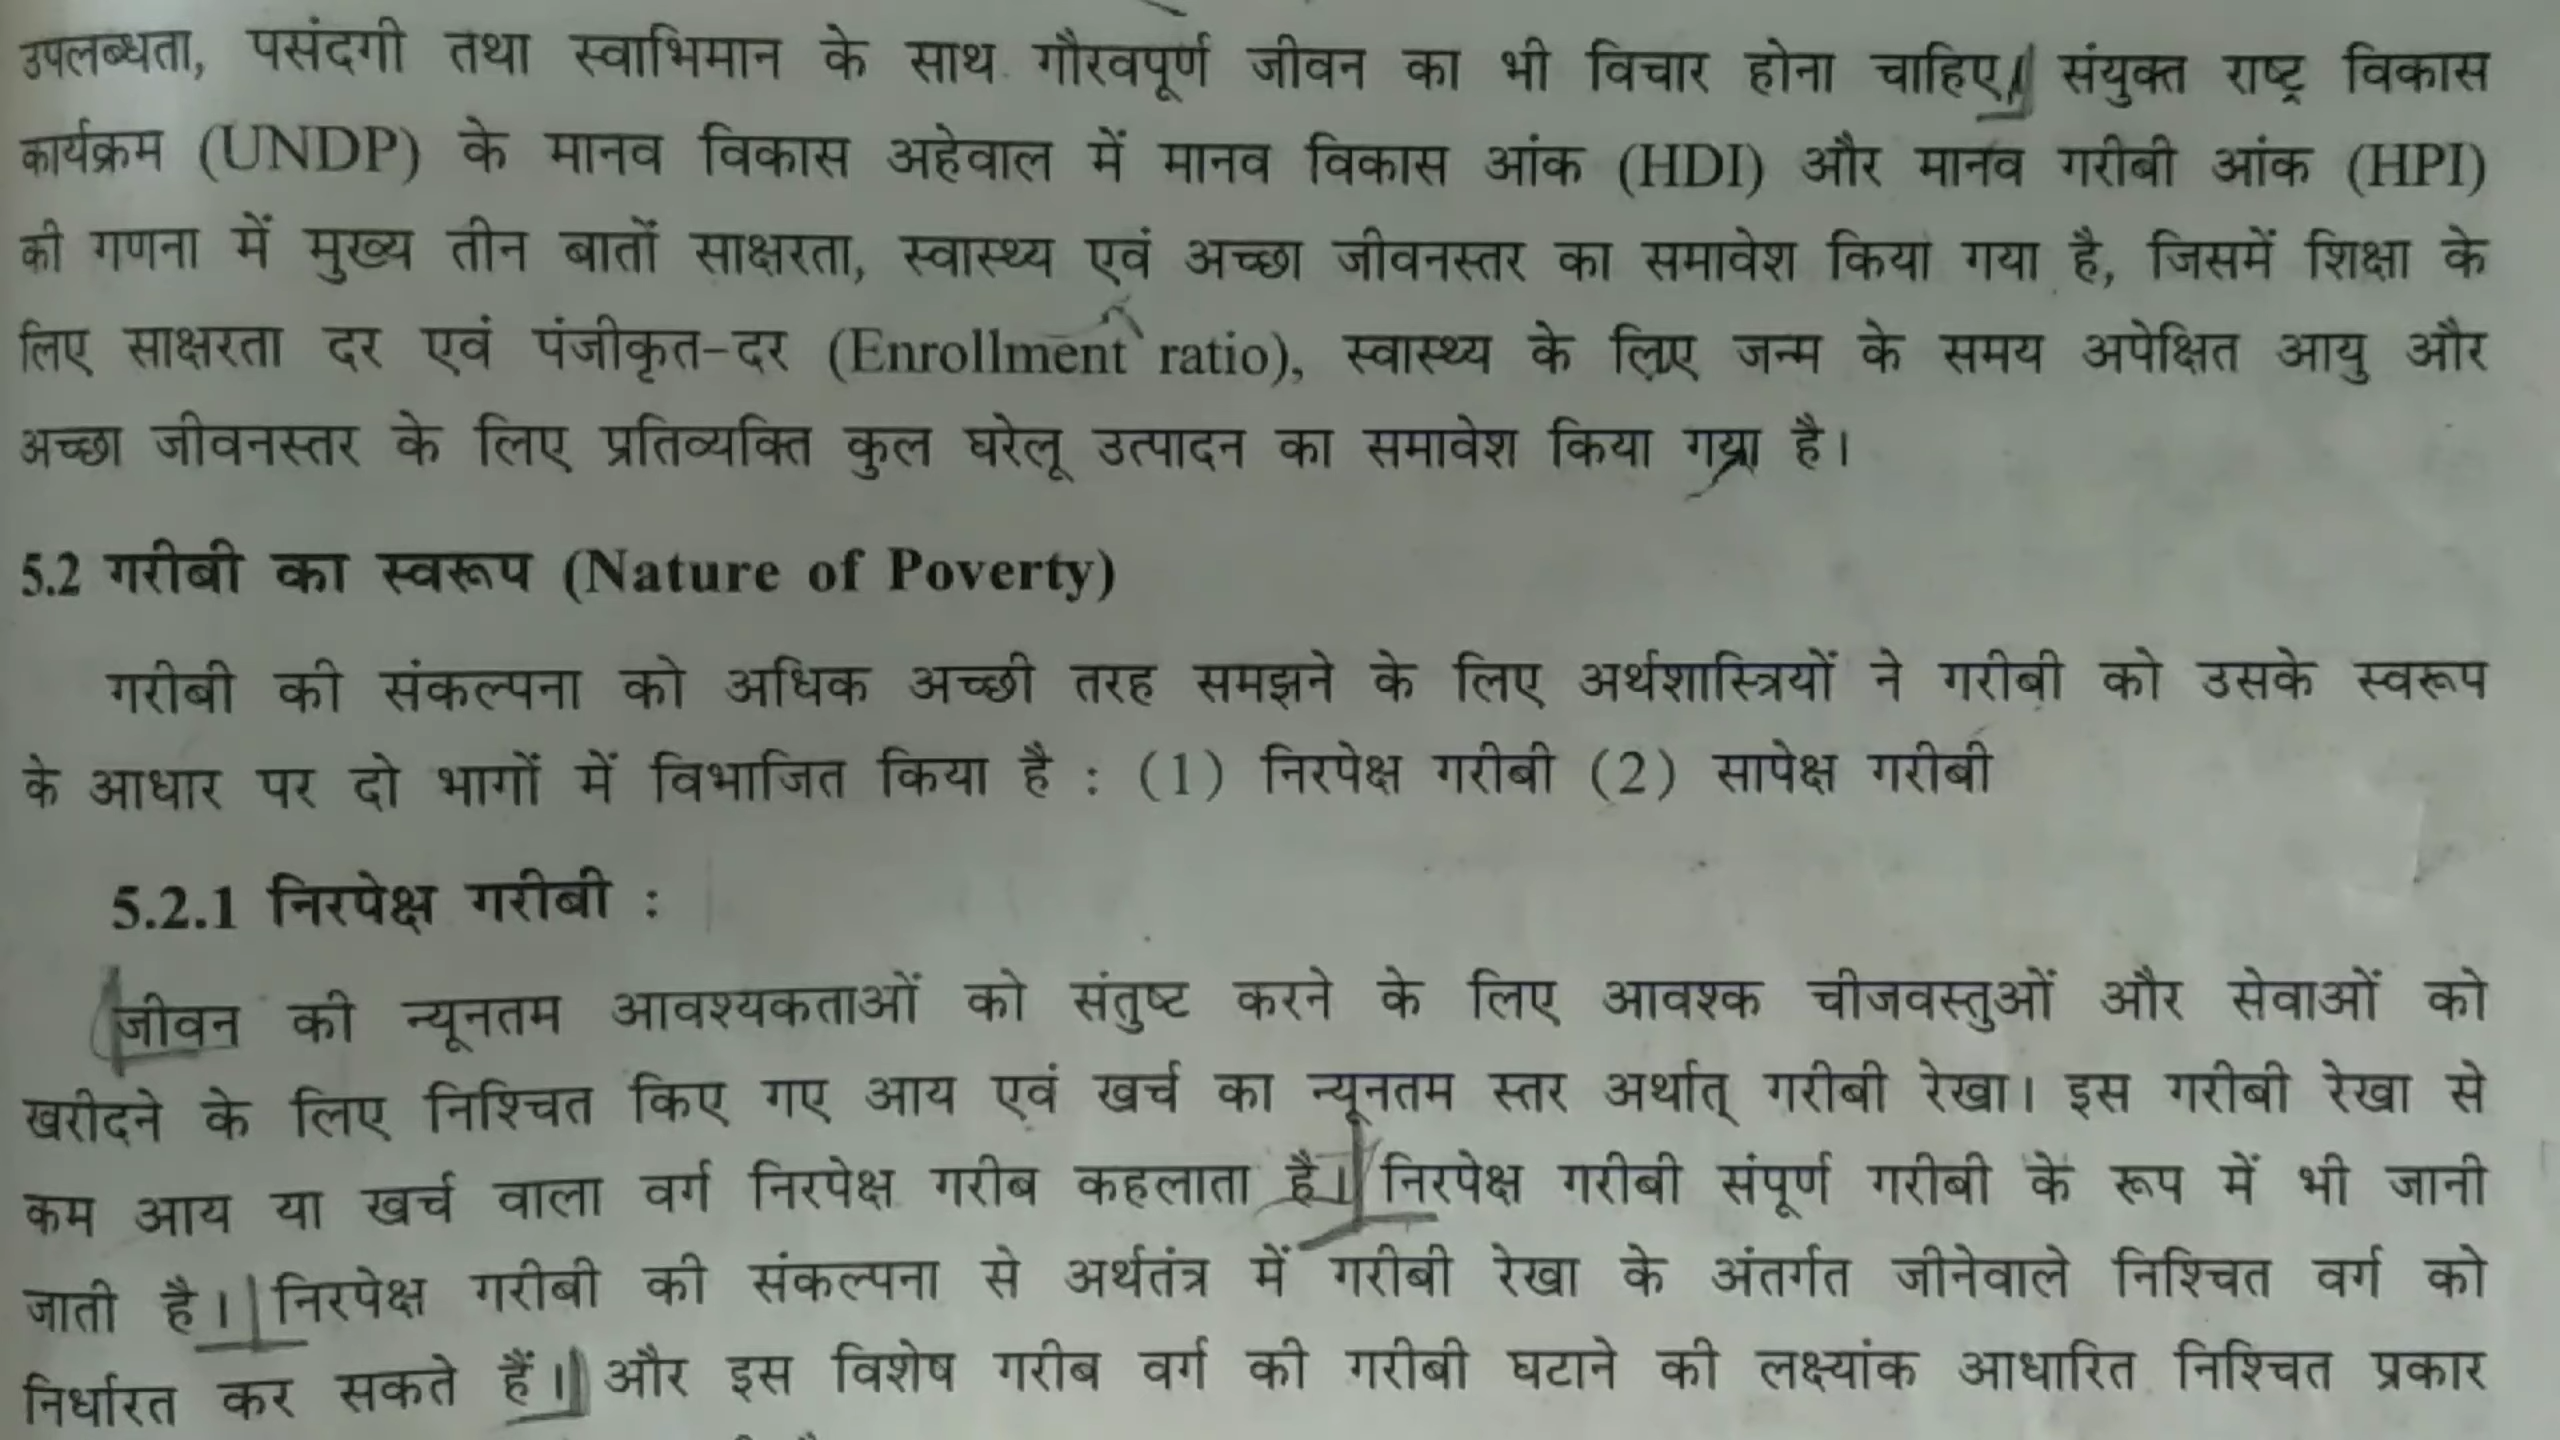 उपलब्धता, पसंदगी तथा स्वाभिमान के साथ गौरवपूर्ण जीवन का भी विचार होना चाहिए। संयुक्त राष्ट्र विकास
कार्यक्रम (UNDP) के मानव विकास अहेवाल में मानव विकास आंक (HDI) और मानव गरीबी आंक (HPI)
की गणना में मुख्य तीन बातों साक्षरता, स्वास्थ्य एवं अच्छा जीवनस्तर का समावेश किया गया है, जिसमें शिक्षा के
लिए साक्षरता दर एवं पंजीकृत-दर (Enrollment ratio), स्वास्थ्य के लिए जन्म के समय अपेक्षित आयु और
अच्छा जीवनस्तर के लिए प्रतिव्यक्ति कुल घरेलू उत्पादन का समावेश किया गया है।
5.2 गरीबी का स्वरूप (Nature of Poverty)
गरीबी की संकल्पना को अधिक अच्छी तरह समझने के लिए अर्थशास्त्रियों ने गरीबी को उसके स्वरूप
के आधार पर दो भागों में विभाजित किया है : (1) निरपेक्ष गरीबी (2) सापेक्ष गरीबी
5.2.1 निरपेक्ष गरीबी :
जीवन की न्यूनतम आवश्यकताओं को संतुष्ट करने के लिए आवश्क चीजवस्तुओं और सेवाओं को
खरीदने के लिए निश्चित किए गए आय एवं खर्च का न्यूनतम स्तर अर्थात् गरीबी रेखा। इस गरीबी रेखा से
कम आय या खर्च वाला वर्ग निरपेक्ष गरीब कहलाता है। निरपेक्ष गरीबी संपूर्ण गरीबी के रूप में भी जानी
जाती है। निरपेक्ष गरीबी की संकल्पना से अर्थतंत्र में गरीबी रेखा के अंतर्गत जीनेवाले निश्चित वर्ग को
निर्धारत कर सकते हैं। और इस विशेष गरीब वर्ग की गरीबी घटाने की लक्ष्यांक आधारित निश्चित प्रकार